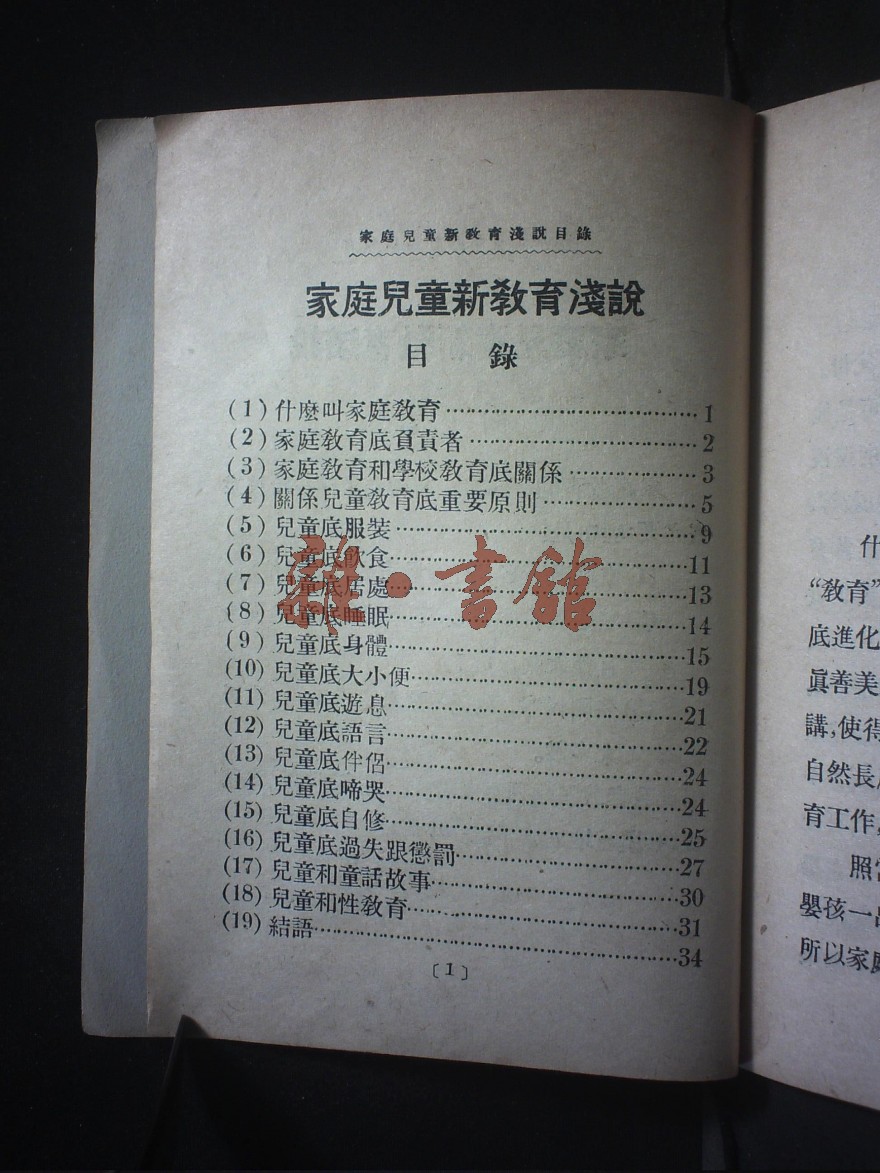 家庭兒童新教育淺說目錄
家庭兒童新教育淺說
目 錄
(1) 什麼叫家庭教育……1
(2) 家庭教育底負責者……2
(3) 家庭教育和學校教育底關係……3
(4) 關係兒童教育底重要原則……5
(5) 兒童底服裝……9
(6) 兒童底飲食……11
(7) 兒童底居處……13
(8) 兒童底睡眠……14
(9) 兒童底身體……15
(10) 兒童底大小便……19
(11) 兒童底遊息……21
(12) 兒童底語言……22
(13) 兒童底伴侶……24
(14) 兒童底啼哭……24
(15) 兒童底自修……25
(16) 兒童底過失跟懲罰……27
(17) 兒童和童話故事……30
(18) 兒童和性教育……31
(19) 結語……34
〔1〕
雜·書館
什
“教育”
底進化
眞善美
講,使得
自然長
育工作,
照
嬰孩一
所以家庭